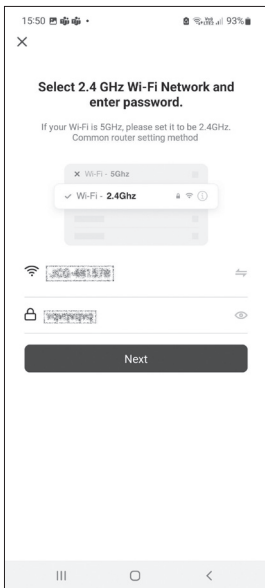 15:50 93%
Select 2.4 GHz Wi-Fi Network and
enter password.
If your Wi-Fi is 5GHz, please set it to be 2.4GHz.
Common router setting method
Wi-Fi - 5Ghz
Wi-Fi - 2.4Ghz
Next